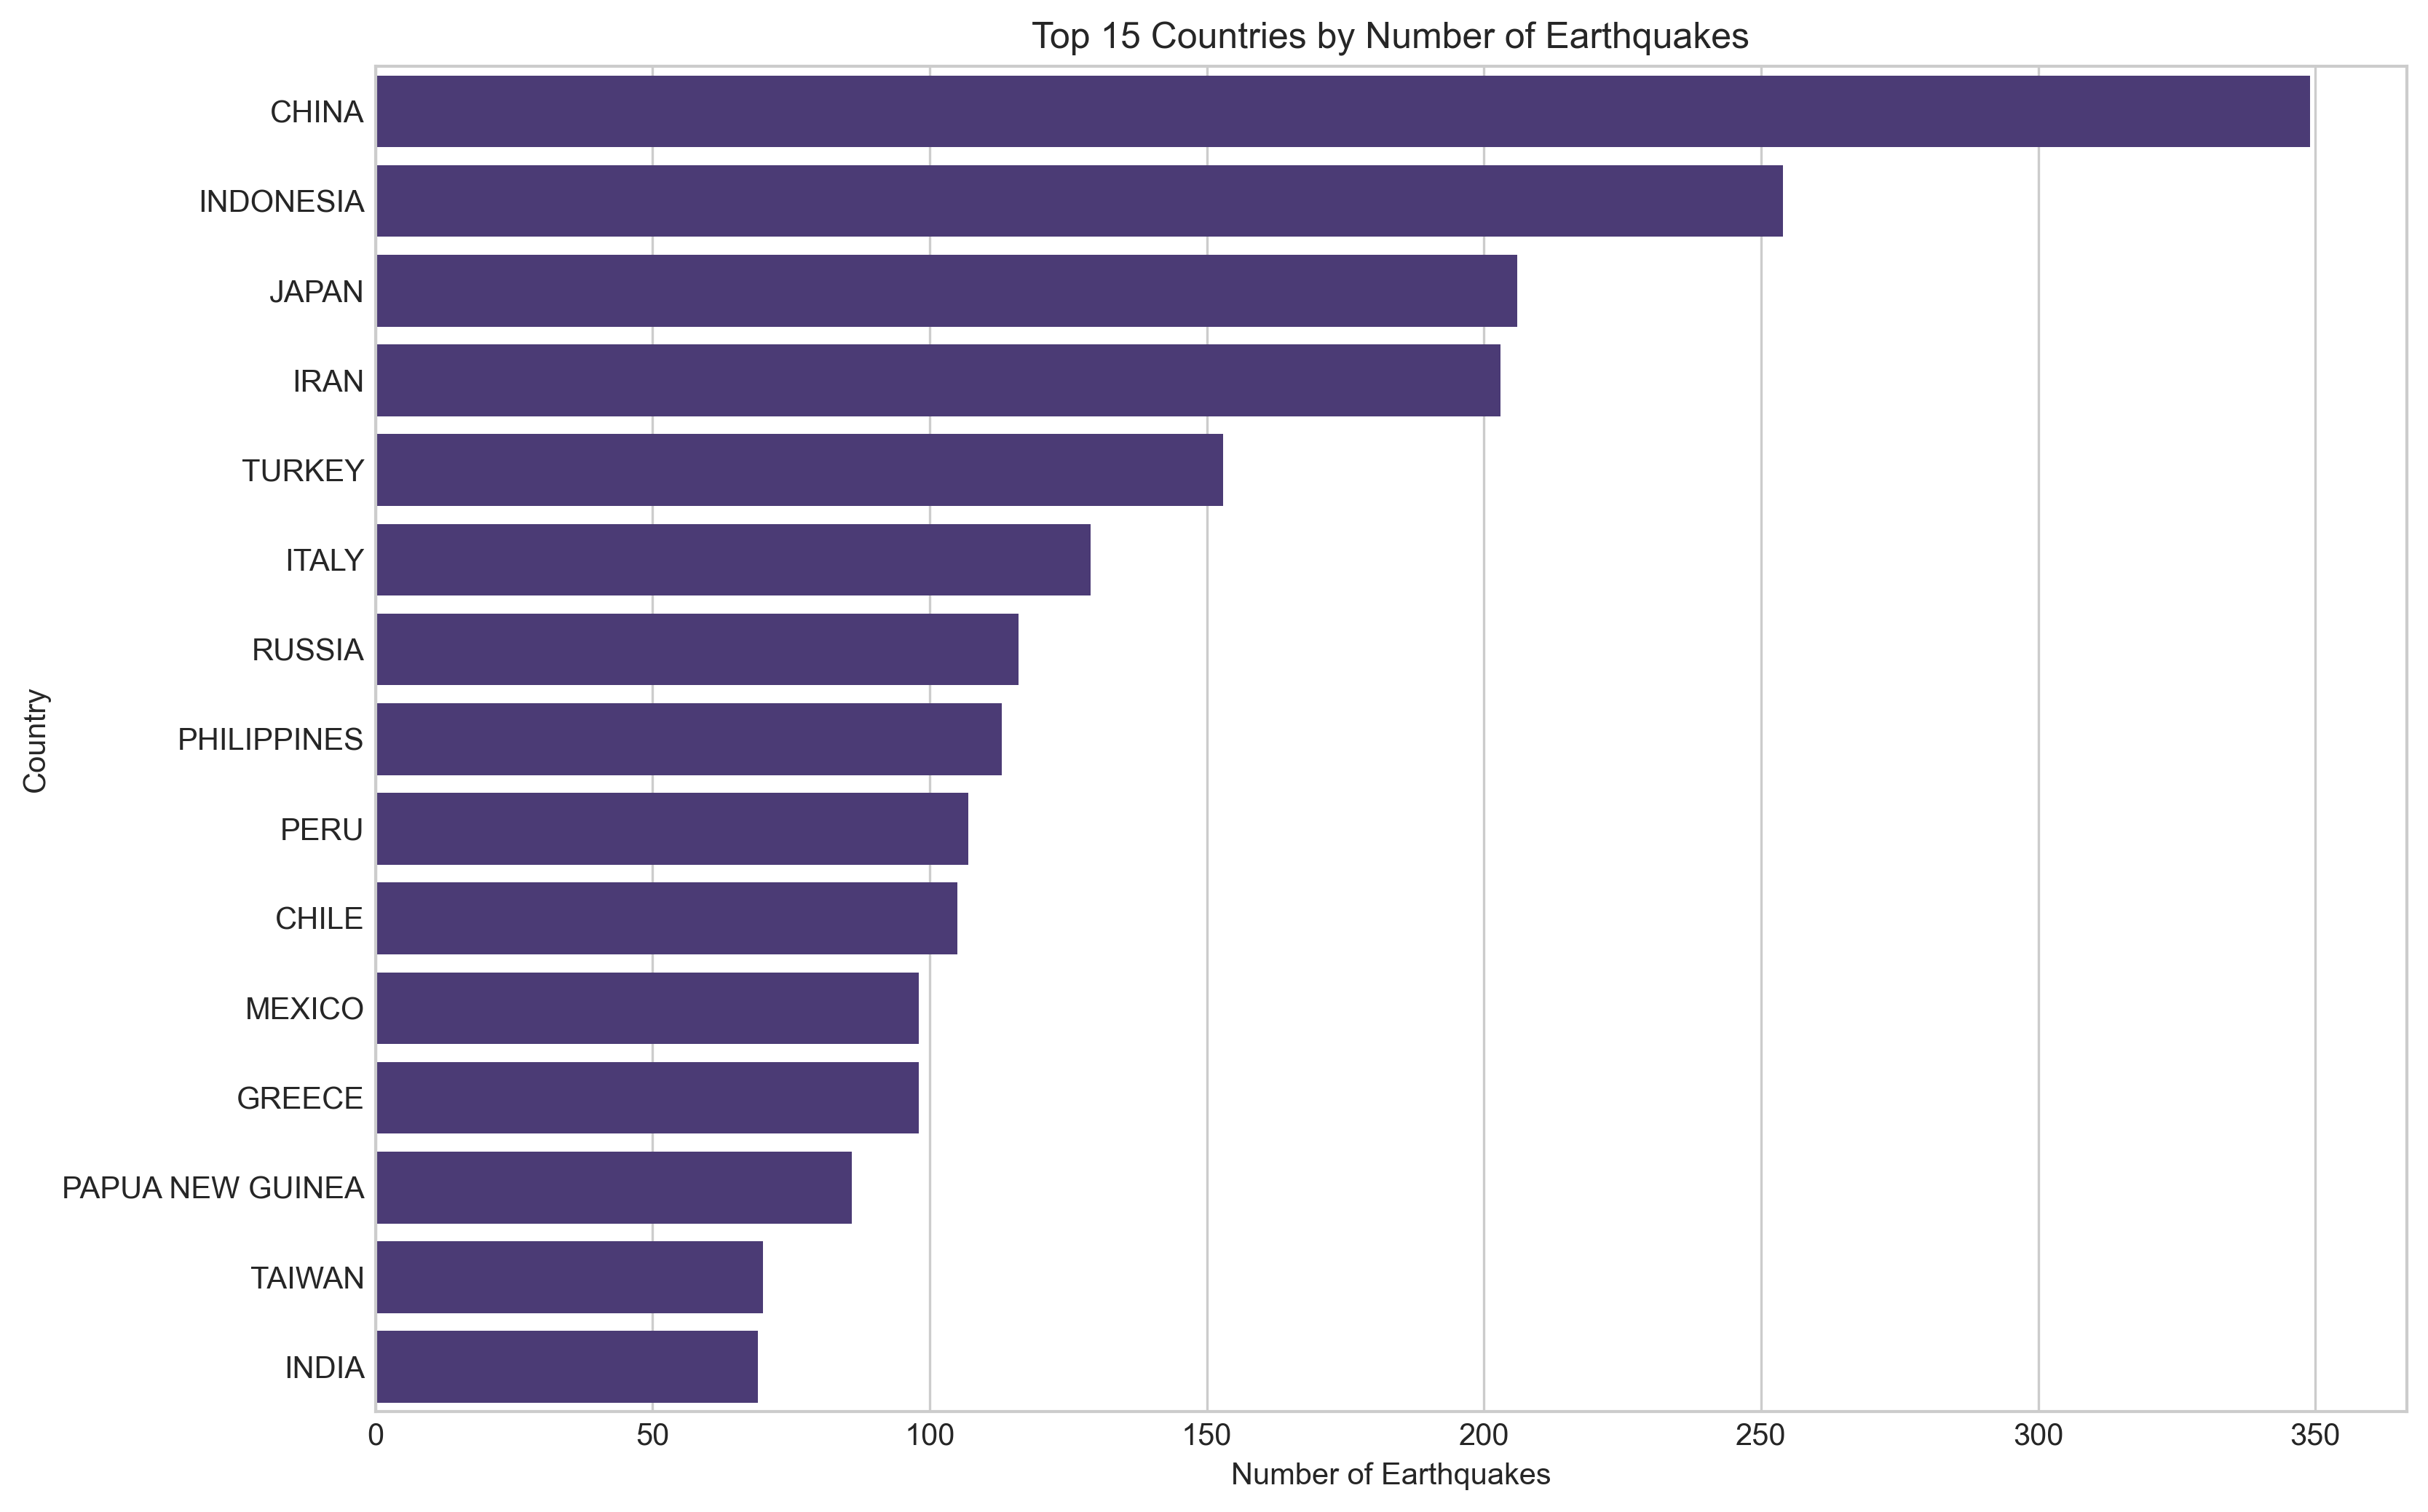 Top 15 Countries by Number of Earthquakes
CHINA
INDONESIA
JAPAN
IRAN
TURKEY
ITALY
RUSSIA
PHILIPPINES
PERU
CHILE
MEXICO
GREECE
PAPUA NEW GUINEA
TAIWAN
INDIA
Country
0 50 100 150 200 250 300 350
Number of Earthquakes